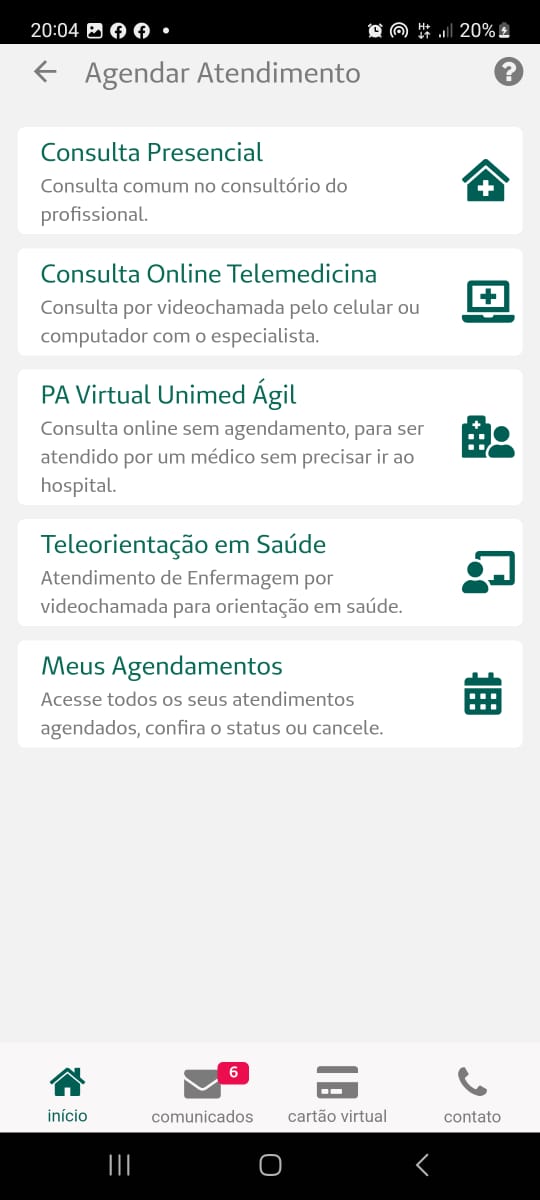 20:04
20%
Agendar Atendimento
?
Consulta Presencial
Consulta comum no consultório do
profissional.
Consulta Online Telemedicina
Consulta por videochamada pelo celular ou
computador com o especialista.
PA Virtual Unimed Ágil
Consulta online sem agendamento, para ser
atendido por um médico sem precisar ir ao
hospital.
Teleorientação em Saúde
Atendimento de Enfermagem por
videochamada para orientação em saúde.
Meus Agendamentos
Acesse todos os seus atendimentos
agendados, confira o status ou cancele.
6
início
comunicados
cartão virtual
contato